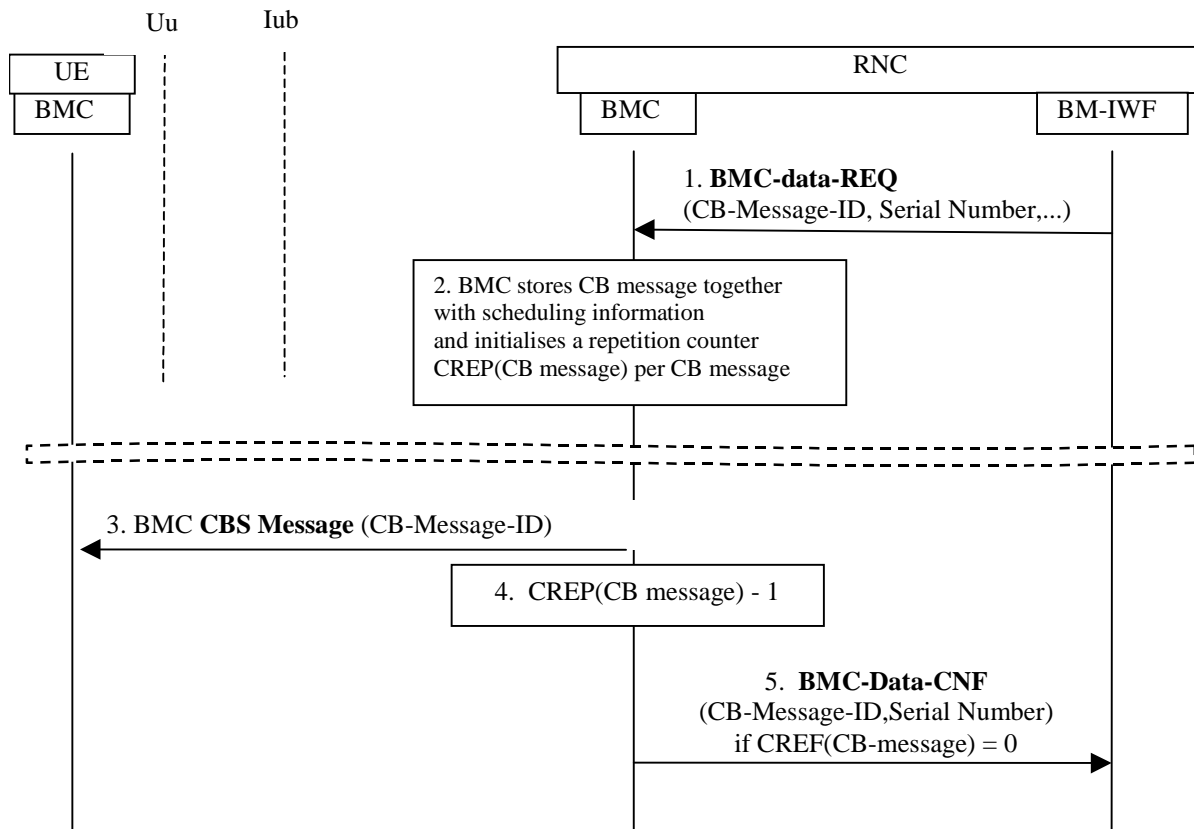 Uu
Iub
UE
RNC
BMC
BMC
BM-IWF
1. BMC-data-REQ
(CB-Message-ID, Serial Number,...)
2. BMC stores CB message together
with scheduling information
and initialises a repetition counter
CREP(CB message) per CB message
3. BMC CBS Message (CB-Message-ID)
4. CREP(CB message) - 1
5. BMC-Data-CNF
(CB-Message-ID,Serial Number)
if CREF(CB-message) = 0